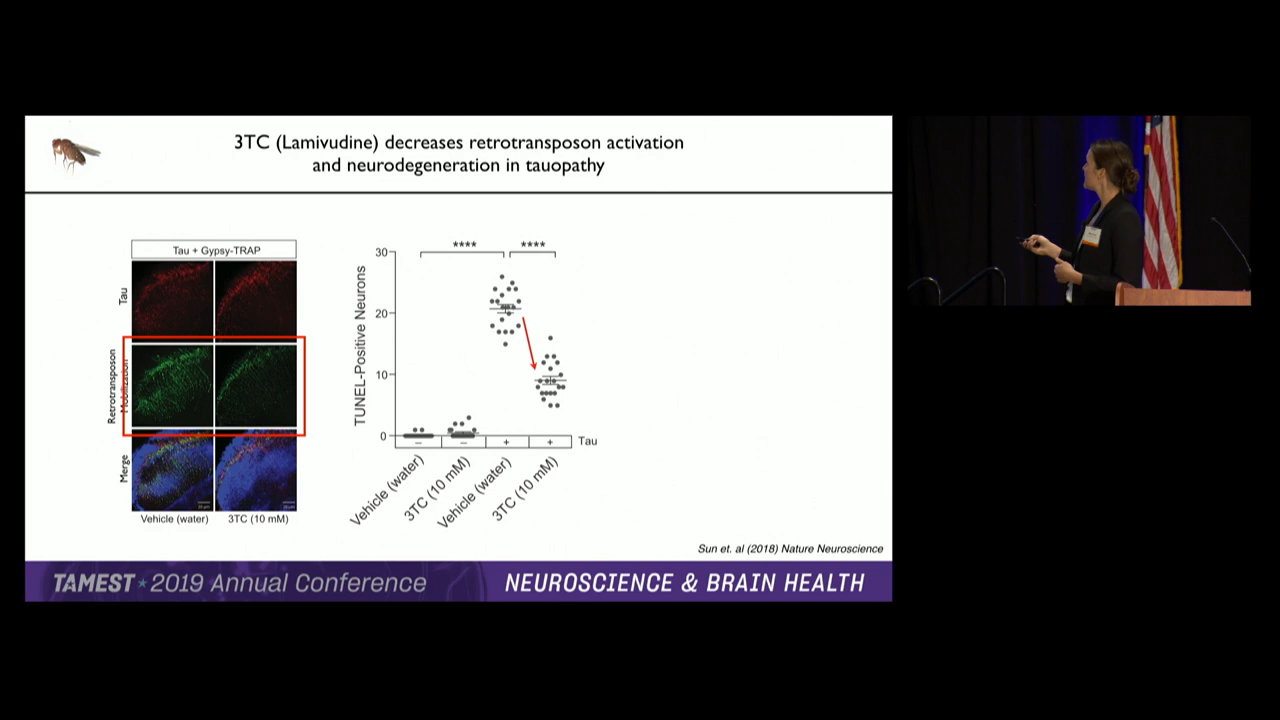 3TC (Lamivudine) decreases retrotransposon activation
and neurodegeneration in tauopathy
Tau + Gypsy-TRAP
Tau
Retrotransposon
Mobilization
Merge
Vehicle (water)
3TC (10 mM)
TUNEL-Positive Neurons
30
20
10
0
****
****
– – + + Tau
Vehicle (water)
3TC (10 mM)
Vehicle (water)
3TC (10 mM)
Sun et. al (2018) Nature Neuroscience
TAMEST ★ 2019 Annual Conference
NEUROSCIENCE & BRAIN HEALTH